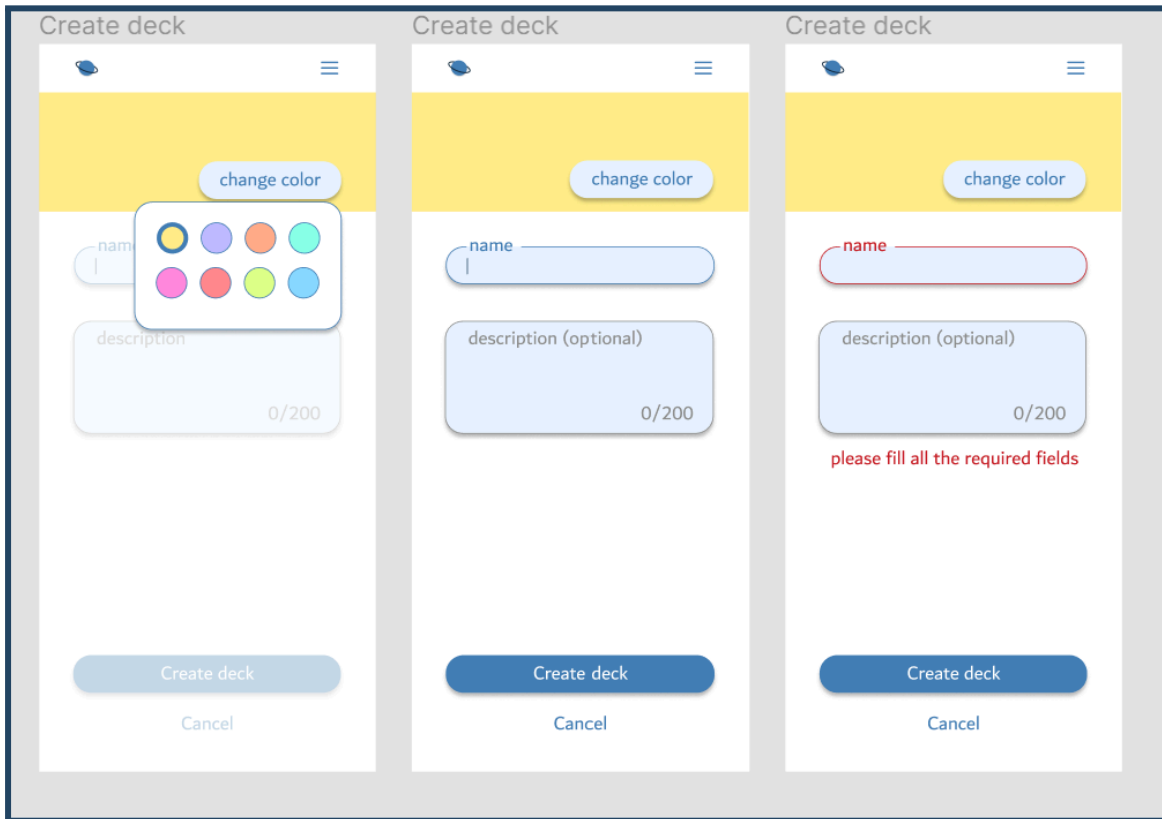 Create deck
change color
name
description
0/200
Create deck
Cancel
Create deck
change color
name
description (optional)
0/200
Create deck
Cancel
Create deck
change color
name
description (optional)
0/200
please fill all the required fields
Create deck
Cancel